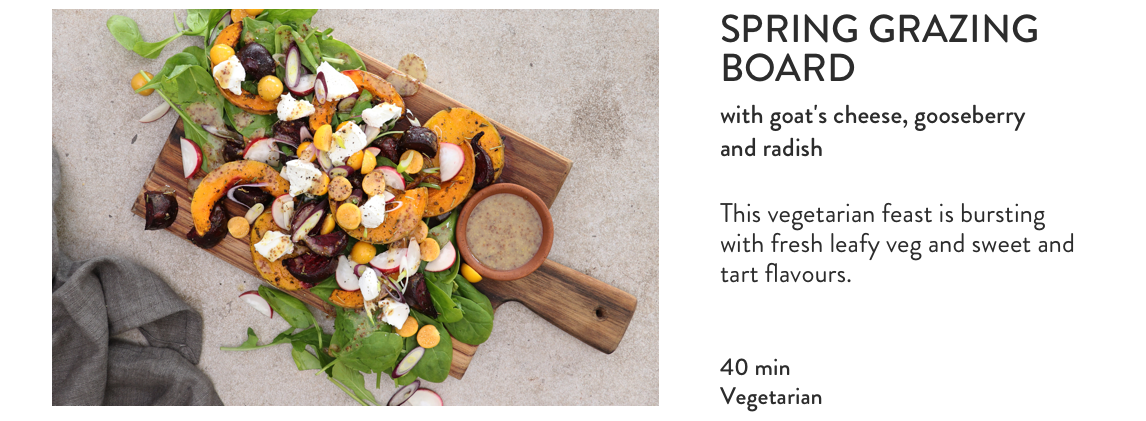 SPRING GRAZING
BOARD
with goat's cheese, gooseberry
and radish
This vegetarian feast is bursting
with fresh leafy veg and sweet and
tart flavours.
40 min
Vegetarian